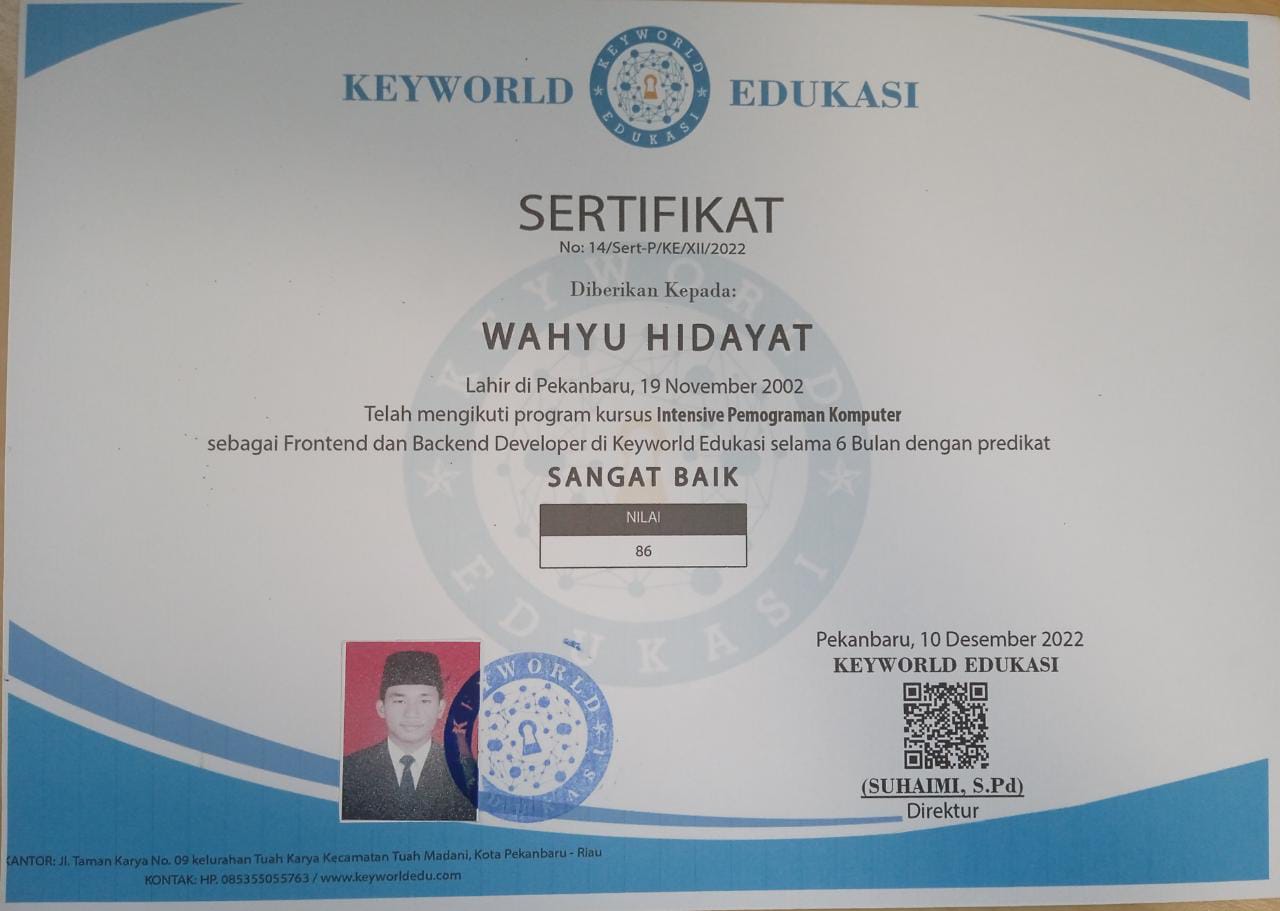 KEYWORLD EDUKASI
KEYWORLD EDUKASI
SERTIFIKAT
No: 14/Sert-P/KE/XII/2022
Diberikan Kepada:
WAHYU HIDAYAT
Lahir di Pekanbaru, 19 November 2002
Telah mengikuti program kursus Intensive Pemograman Komputer
sebagai Frontend dan Backend Developer di Keyworld Edukasi selama 6 Bulan dengan predikat
SANGAT BAIK
NILAI
86
KEYWORLD EDUKASI
Pekanbaru, 10 Desember 2022
KEYWORLD EDUKASI
(SUHAIMI, S.Pd)
Direktur
KEYWORLD
KANTOR: Jl. Taman Karya No. 09 kelurahan Tuah Karya Kecamatan Tuah Madani, Kota Pekanbaru - Riau
KONTAK: HP. 085355055763 / www.keyworldedu.com